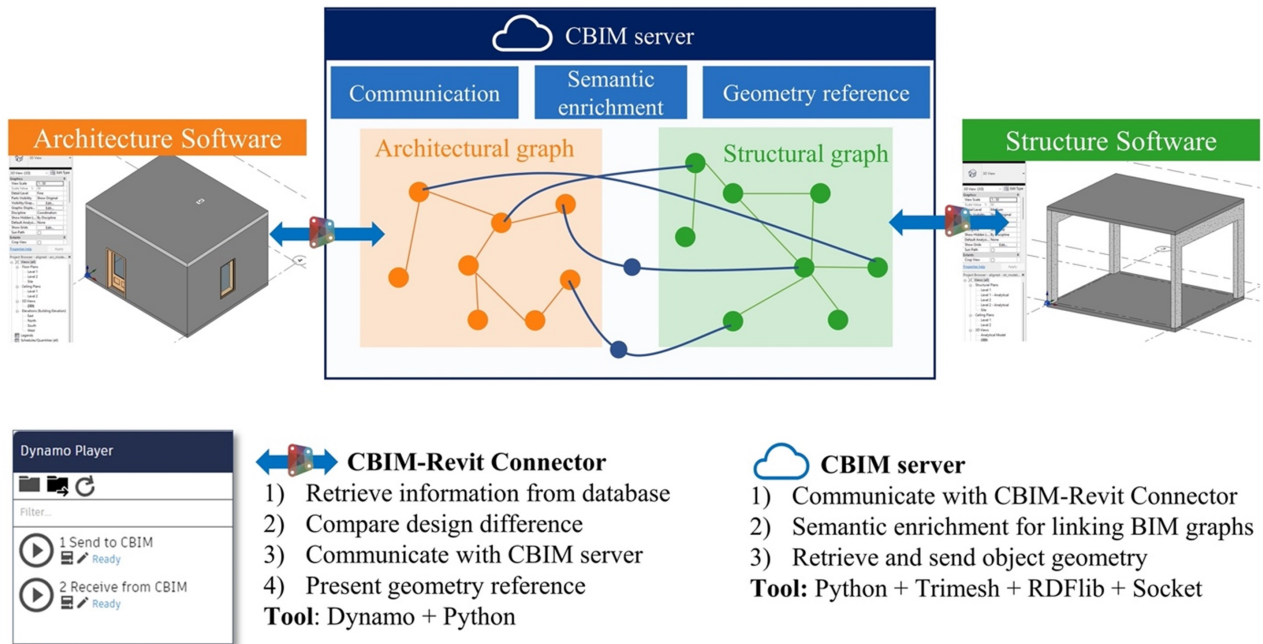 CBIM server
Communication
Semantic
enrichment
Geometry reference
Architecture Software
Architectural graph
Structural graph
Structure Software
Dynamo Player
Filter...
1 Send to CBIM
Ready
2 Receive from CBIM
Ready
CBIM-Revit Connector
1) Retrieve information from database
2) Compare design difference
3) Communicate with CBIM server
4) Present geometry reference
Tool: Dynamo + Python
CBIM server
1) Communicate with CBIM-Revit Connector
2) Semantic enrichment for linking BIM graphs
3) Retrieve and send object geometry
Tool: Python + Trimesh + RDFlib + Socket